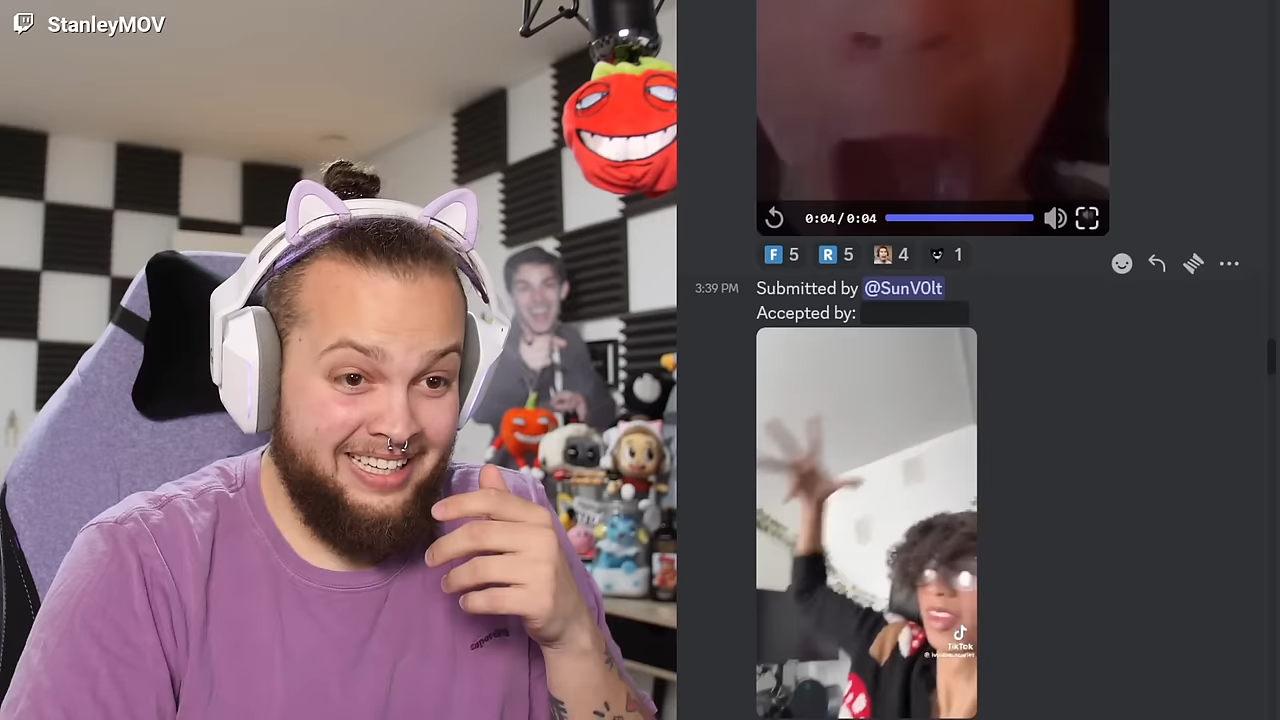 StanleyMOV
0:04/0:04
F 5 R 5 4 1
3:39 PM Submitted by @SunV0lt
Accepted by:
TikTok